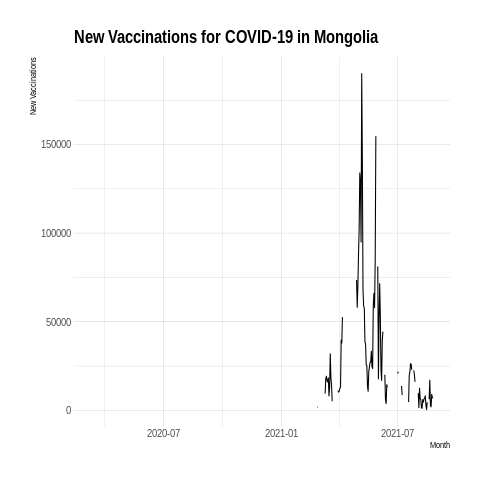 New Vaccinations for COVID-19 in Mongolia
New Vaccinations
150000
100000
50000
0
2020-07
2021-01
2021-07
Month